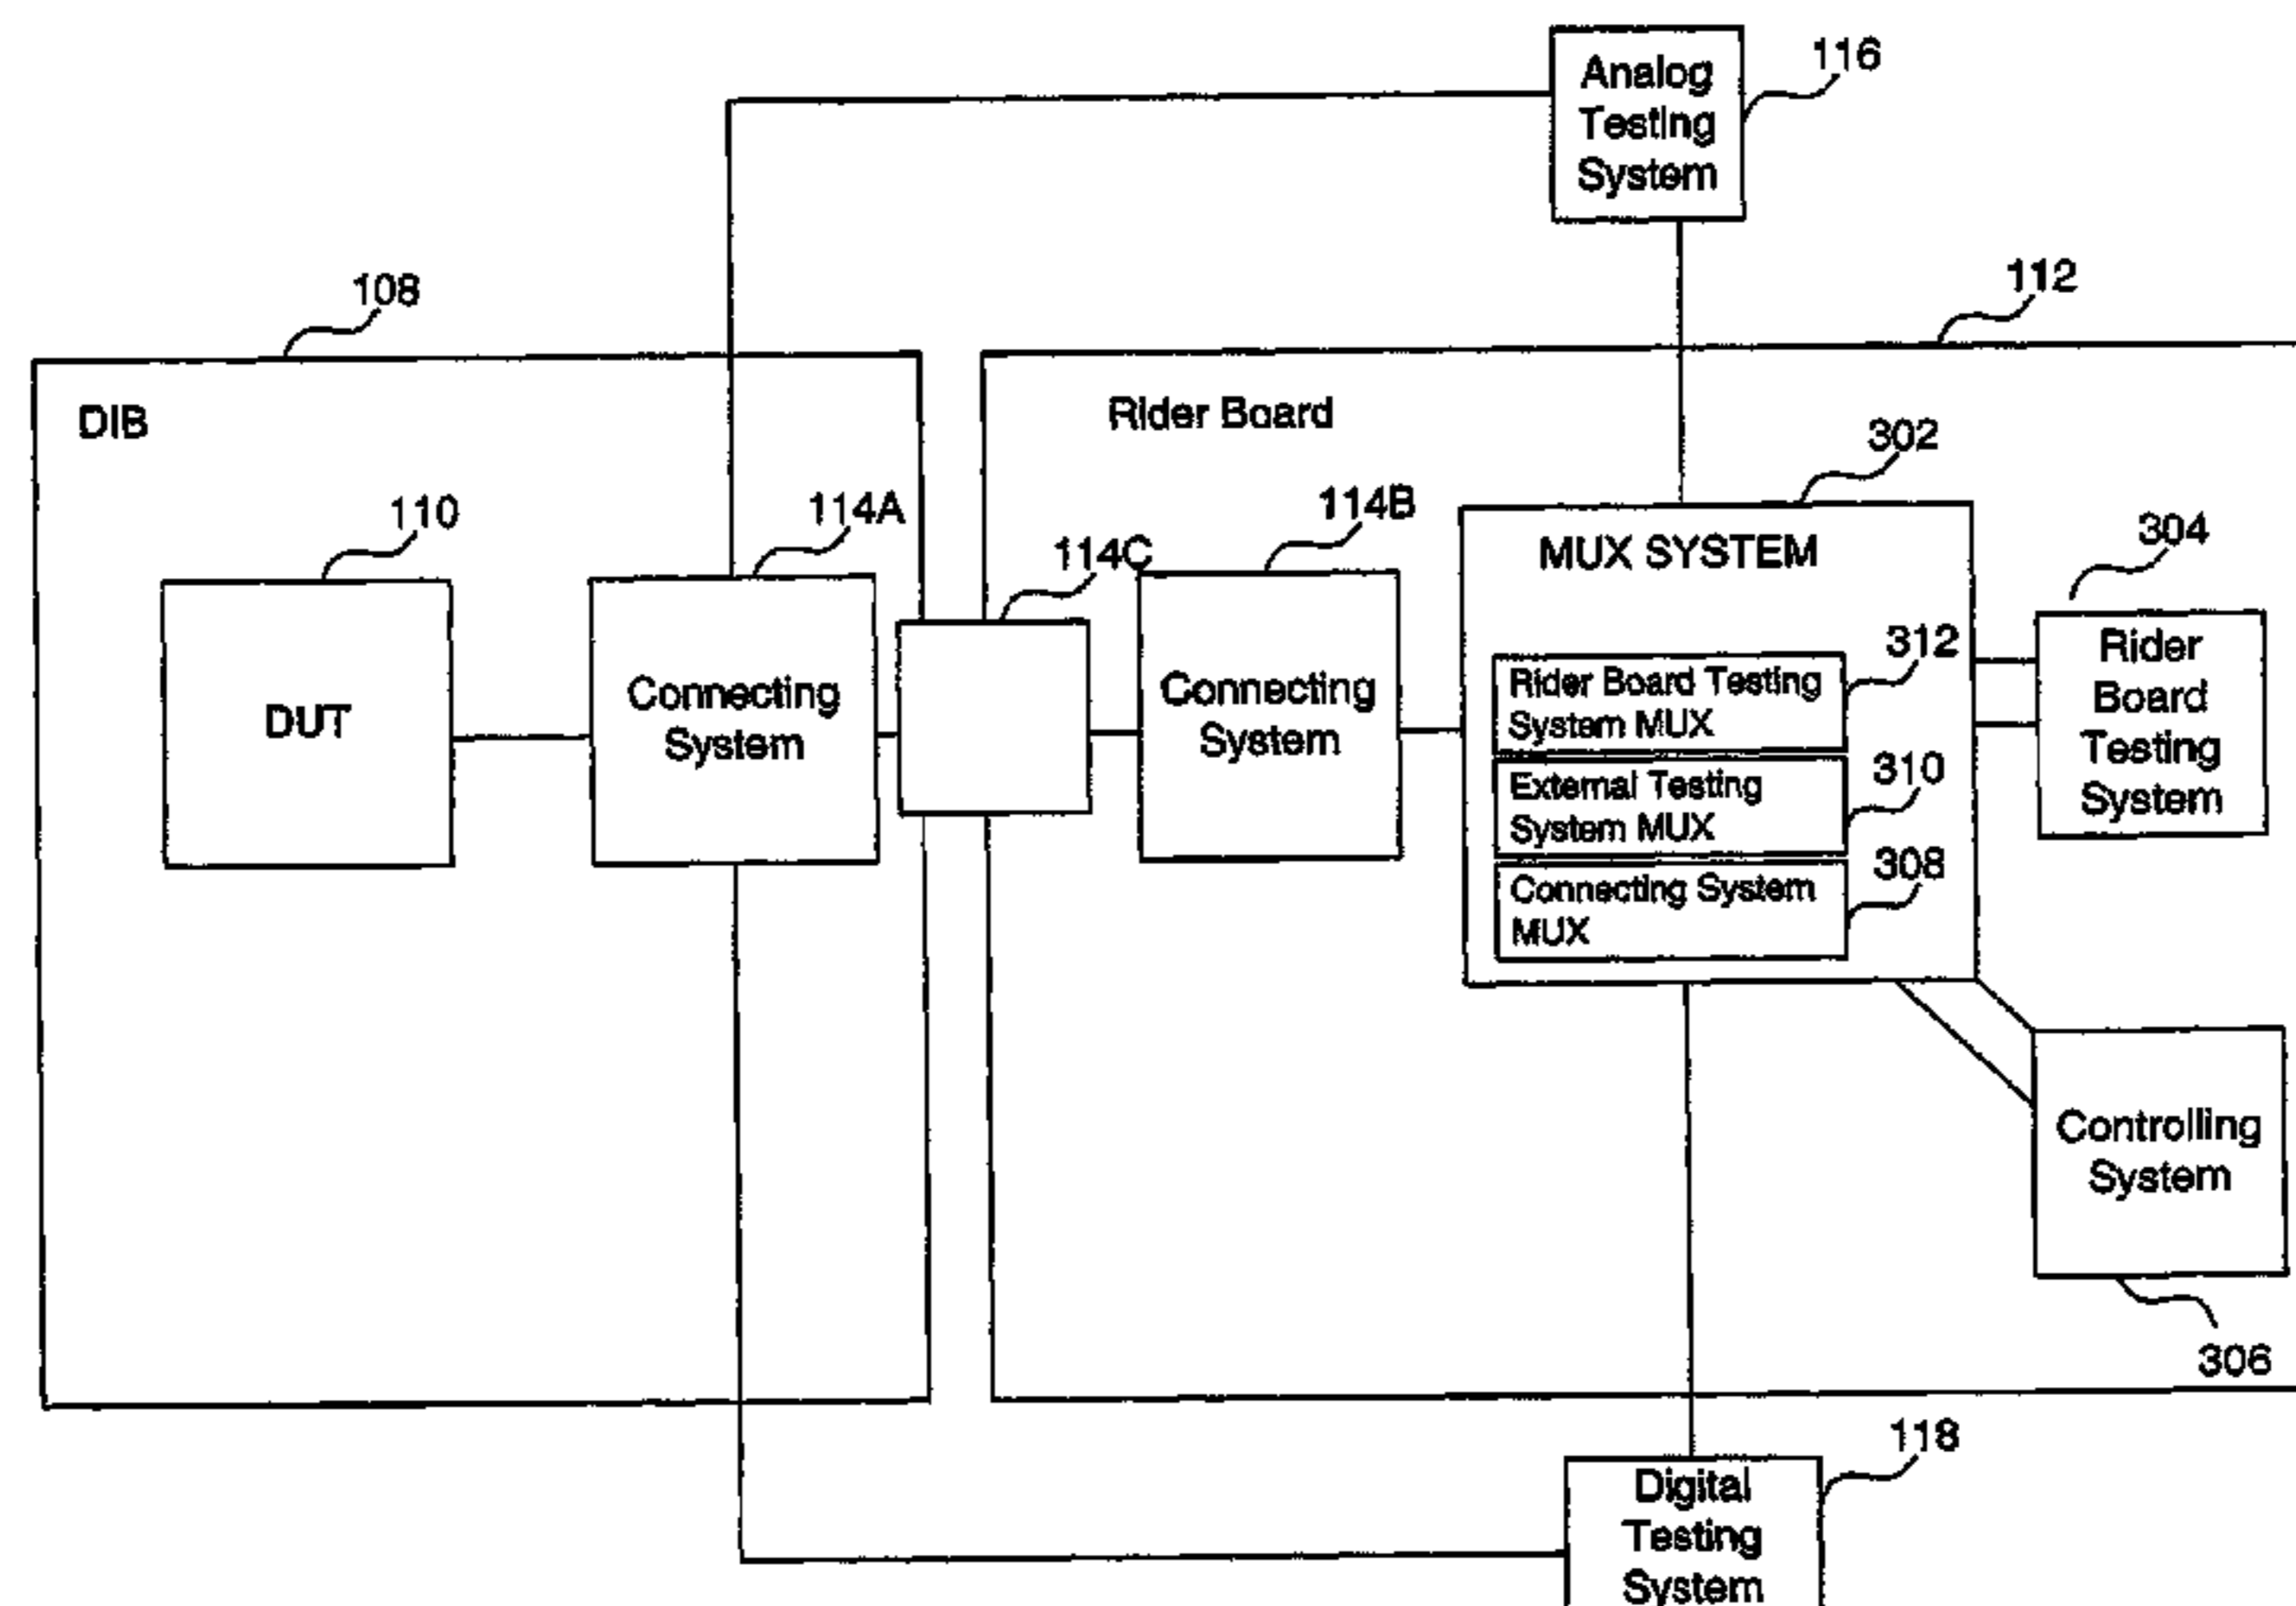 Analog
Testing
System
116
108
112
DIB
Rider Board
302
110
114A
114C
114B
304
MUX SYSTEM
DUT
Connecting
System
Connecting
System
Rider Board Testing
System MUX
312
External Testing
System MUX
310
Connecting System
MUX
308
Rider
Board
Testing
System
Controlling
System
306
118
Digital
Testing
System